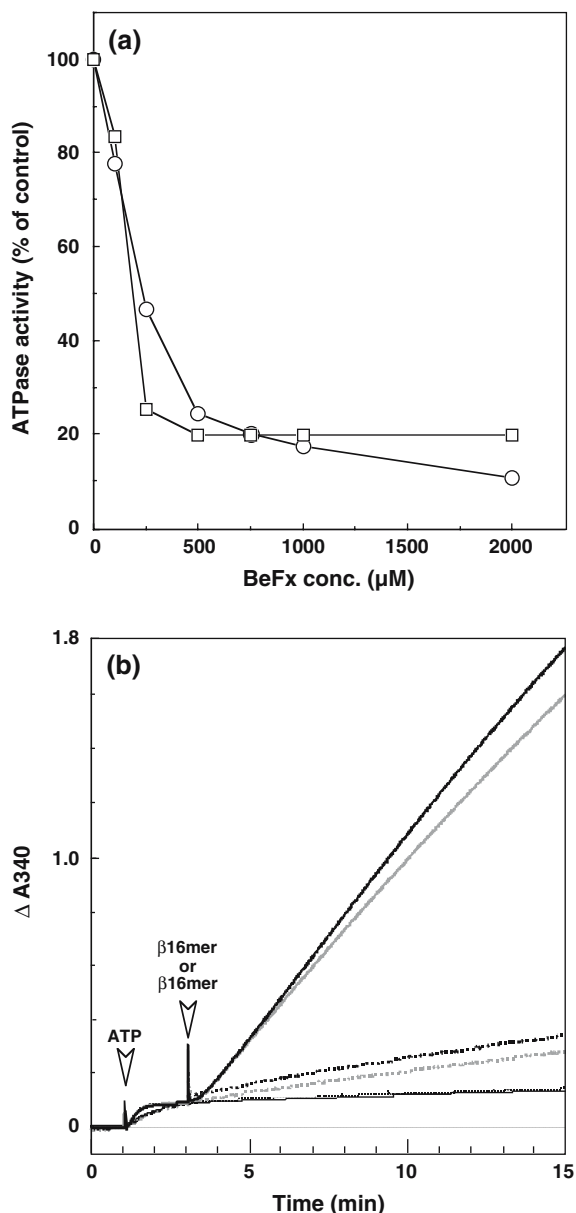 (a)
100
80
60
40
20
0
ATPase activity (% of control)
0 500 1000 1500 2000
BeFx conc. (µM)
(b)
1.8
1.0
0
Δ A340
ATP
β16mer
or
β16mer
0 5 10 15
Time (min)